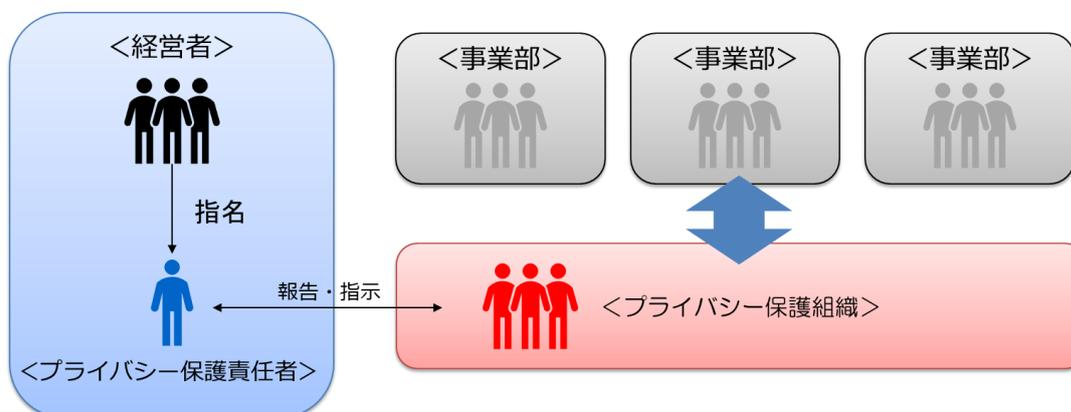 ＜経営者＞
指名
＜プライバシー保護責任者＞
報告・指示
＜事業部＞
＜事業部＞
＜事業部＞
＜プライバシー保護組織＞